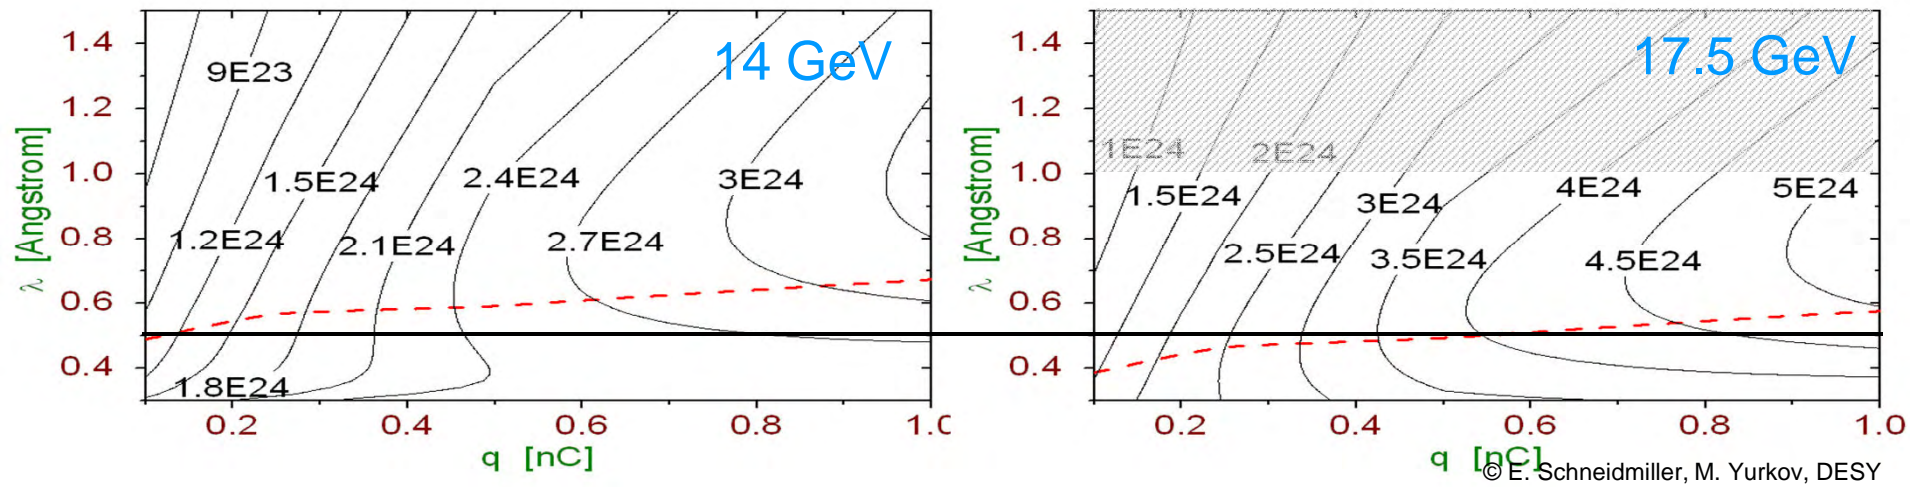 14 GeV
λ [Angstrom]
1.4
1.2
1.0
0.8
0.6
0.4
9E23
1.5E24
2.4E24
3E24
1.2E24
2.1E24
2.7E24
1.8E24
0.2
0.4
0.6
0.8
1.0
q [nC]
17.5 GeV
λ [Angstrom]
1.4
1.2
1.0
0.8
0.6
0.4
1E24
2E24
1.5E24
3E24
4E24
5E24
2.5E24
3.5E24
4.5E24
0.2
0.4
0.6
0.8
1.0
q [nC]
© E. Schneidmiller, M. Yurkov, DESY